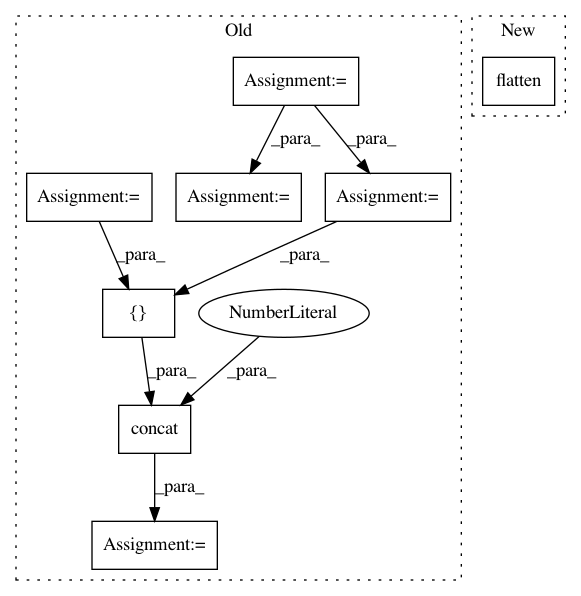 Old
New
Assignment:=
flatten
_para_
_para_
Assignment:=
Assignment:=
Assignment:=
_para_
_para_
{}
NumberLiteral
_para_
_para_
concat
_para_
Assignment:=